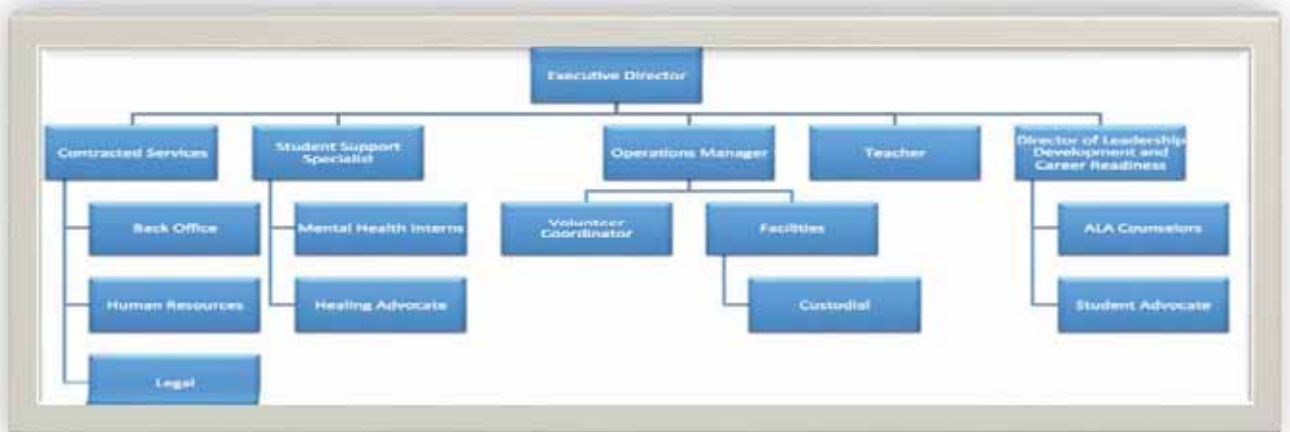 Executive Director
Contracted Services
Student Support
Specialist
Operations Manager
Teacher
Director of Leadership
Development and
Career Readiness
Back Office
Mental Health Interns
Volunteer
Coordinator
Facilities
ALA Counselors
Human Resources
Healing Advocate
Custodial
Student Advocate
Legal